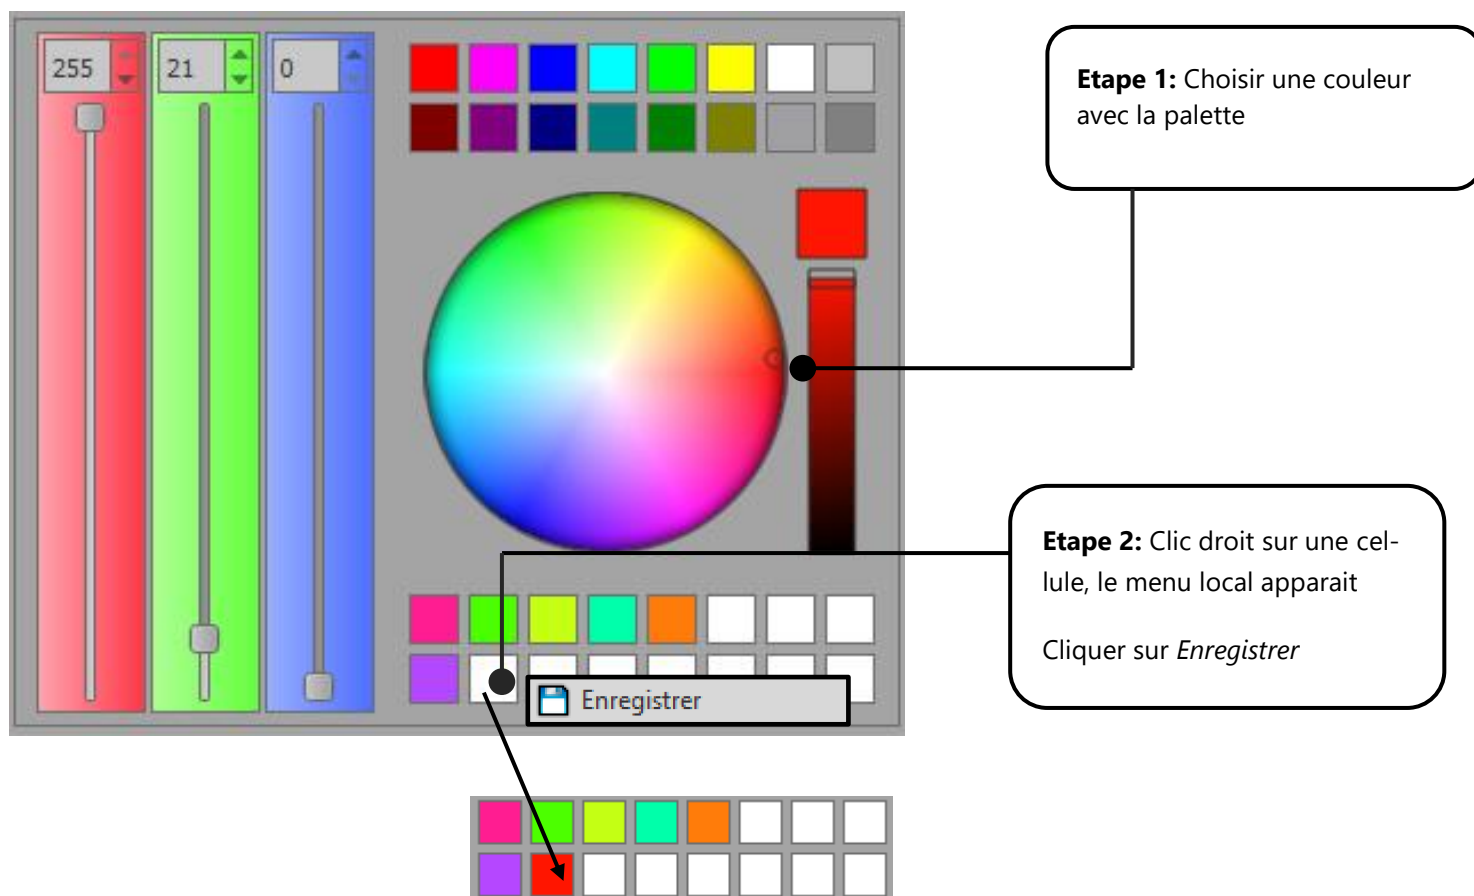 255 21 0
Etape 1: Choisir une couleur
avec la palette
Etape 2: Clic droit sur une cel-
lule, le menu local apparait
Cliquer sur Enregistrer
Enregistrer